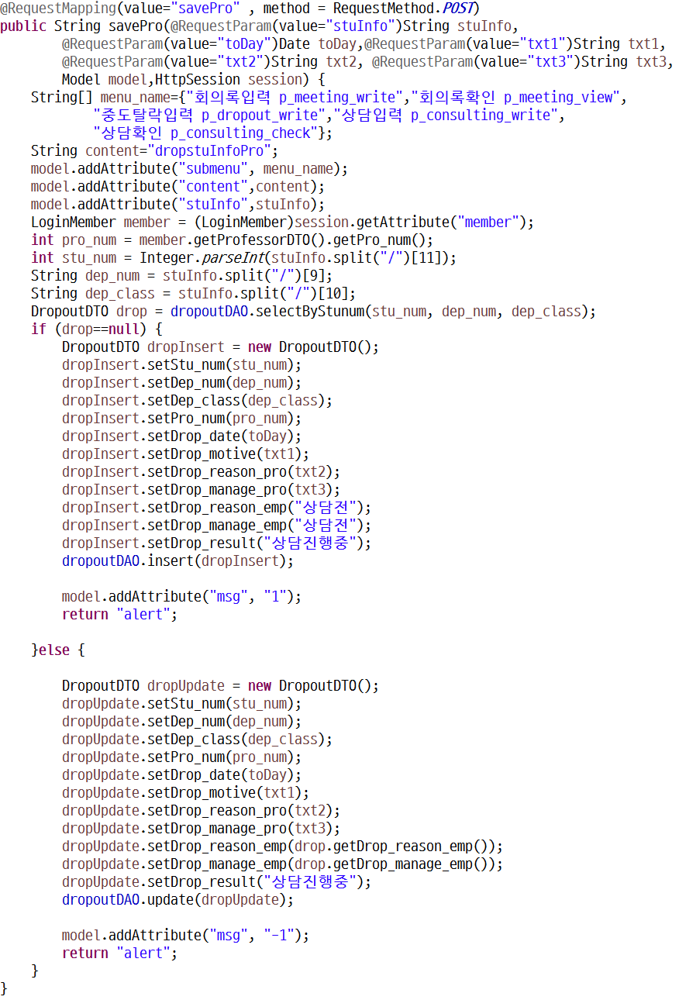 @RequestMapping(value="savePro" , method = RequestMethod.POST)
public String savePro(@RequestParam(value="stuInfo")String stuInfo,
        @RequestParam(value="toDay")Date toDay,@RequestParam(value="txt1")String txt1,
        @RequestParam(value="txt2")String txt2, @RequestParam(value="txt3")String txt3,
        Model model,HttpSession session) {
    String[] menu_name={"회의록입력 p_meeting_write","회의록확인 p_meeting_view",
            "중도탈락입력 p_dropout_write","상담입력 p_consulting_write",
            "상담확인 p_consulting_check"};
    String content="dropstuInfoPro";
    model.addAttribute("submenu", menu_name);
    model.addAttribute("content",content);
    model.addAttribute("stuInfo",stuInfo);
    LoginMember member = (LoginMember)session.getAttribute("member");
    int pro_num = member.getProfessorDTO().getPro_num();
    int stu_num = Integer.parseInt(stuInfo.split("/")[11]);
    String dep_num = stuInfo.split("/")[9];
    String dep_class = stuInfo.split("/")[10];
    DropoutDTO drop = dropoutDAO.selectByStunum(stu_num, dep_num, dep_class);
    if (drop==null) {
        DropoutDTO dropInsert = new DropoutDTO();
        dropInsert.setStu_num(stu_num);
        dropInsert.setDep_num(dep_num);
        dropInsert.setDep_class(dep_class);
        dropInsert.setPro_num(pro_num);
        dropInsert.setDrop_date(toDay);
        dropInsert.setDrop_motive(txt1);
        dropInsert.setDrop_reason_pro(txt2);
        dropInsert.setDrop_manage_pro(txt3);
        dropInsert.setDrop_reason_emp("상담전");
        dropInsert.setDrop_manage_emp("상담전");
        dropInsert.setDrop_result("상담진행중");
        dropoutDAO.insert(dropInsert);

        model.addAttribute("msg", "1");
        return "alert";

    }else {

        DropoutDTO dropUpdate = new DropoutDTO();
        dropUpdate.setStu_num(stu_num);
        dropUpdate.setDep_num(dep_num);
        dropUpdate.setDep_class(dep_class);
        dropUpdate.setPro_num(pro_num);
        dropUpdate.setDrop_date(toDay);
        dropUpdate.setDrop_motive(txt1);
        dropUpdate.setDrop_reason_pro(txt2);
        dropUpdate.setDrop_manage_pro(txt3);
        dropUpdate.setDrop_reason_emp(drop.getDrop_reason_emp());
        dropUpdate.setDrop_manage_emp(drop.getDrop_manage_emp());
        dropUpdate.setDrop_result("상담진행중");
        dropoutDAO.update(dropUpdate);

        model.addAttribute("msg", "-1");
        return "alert";
    }
}